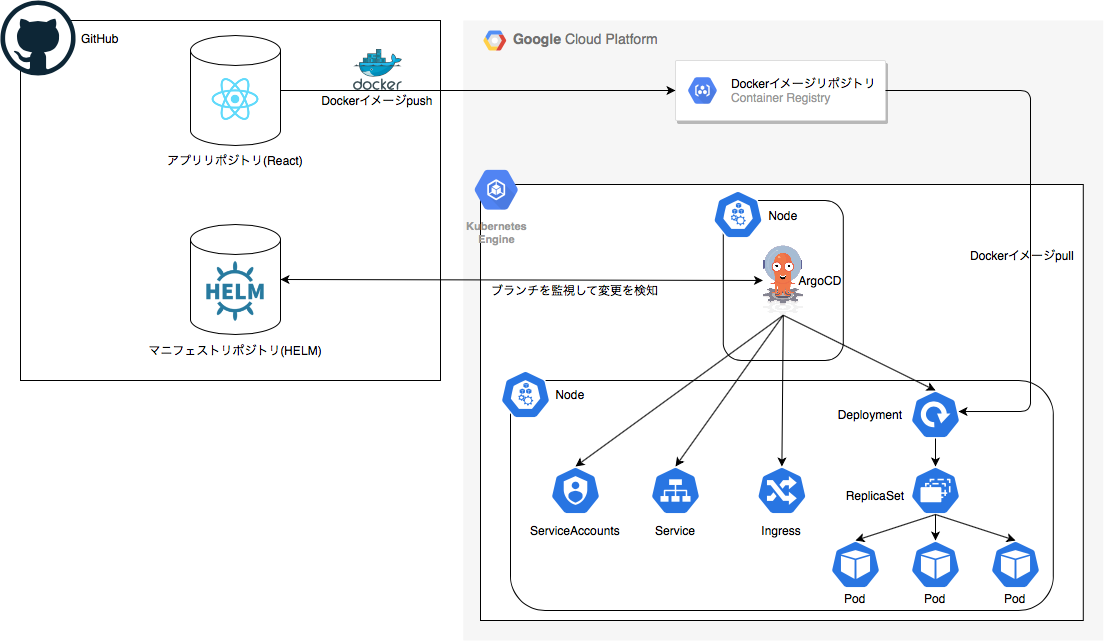 GitHub
docker
Dockerイメージpush
アプリリポジトリ(React)
HELM
マニフェストリポジトリ(HELM)
Google Cloud Platform
Dockerイメージリポジトリ
Container Registry
Kubernetes
Engine
Node
Dockerイメージpull
ArgoCD
ブランチを監視して変更を検知
Node
Deployment
ReplicaSet
ServiceAccounts
Service
Ingress
Pod
Pod
Pod